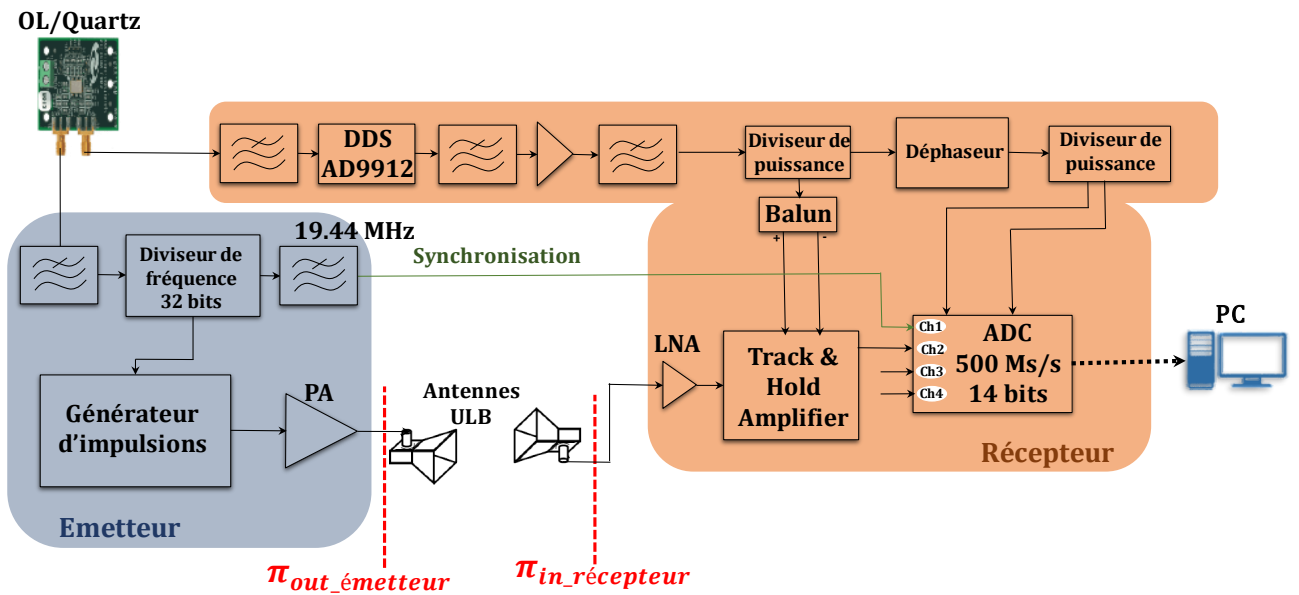 OL/Quartz
DDS
AD9912
Diviseur de
puissance
Déphaseur
Diviseur de
puissance
Balun
+
-
19.44 MHz
Synchronisation
Diviseur de
fréquence
32 bits
Générateur
d’impulsions
PA
Emetteur
Antennes
ULB
LNA
Track &
Hold
Amplifier
Ch1
Ch2
Ch3
Ch4
ADC
500 Ms/s
14 bits
PC
Récepteur
π out_émetteur
π in_récepteur